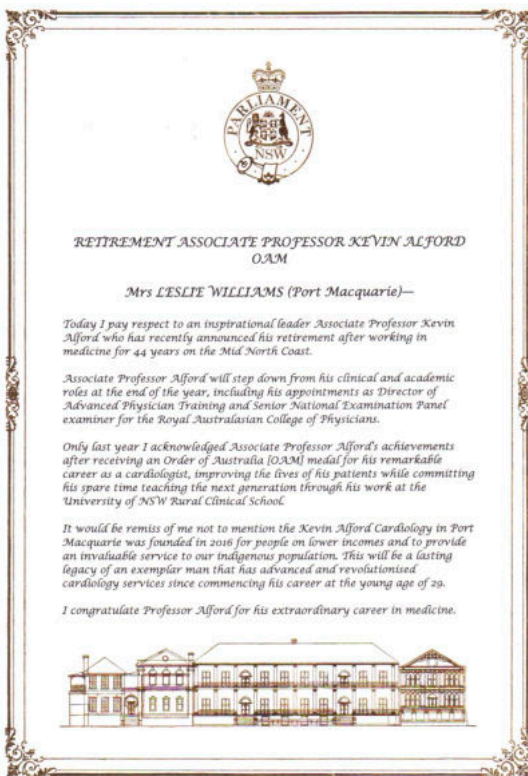 PARLIAMENT
NSW
RETIREMENT ASSOCIATE PROFESSOR KEVIN ALFORD
OAM
Mrs LESLIE WILLIAMS (Port Macquarie)—
Today I pay respect to an inspirational leader Associate Professor Kevin
Alford who has recently announced his retirement after working in
medicine for 44 years on the Mid North Coast.
Associate Professor Alford will step down from his clinical and academic
roles at the end of the year, including his appointments as Director of
Advanced Physician Training and Senior National Examination Panel
examiner for the Royal Australasian College of Physicians.
Only last year I acknowledged Associate Professor Alford's achievements
after receiving an Order of Australia [OAM] medal for his remarkable
career as a cardiologist, improving the lives of his patients while committing
his spare time teaching the next generation through his work at the
University of NSW Rural Clinical School.
It would be remiss of me not to mention the Kevin Alford Cardiology in Port
Macquarie was founded in 2016 for people on lower incomes and to provide
an invaluable service to our indigenous population. This will be a lasting
legacy of an exemplar man that has advanced and revolutionised
cardiology services since commencing his career at the young age of 29.
I congratulate Professor Alford for his extraordinary career in medicine.